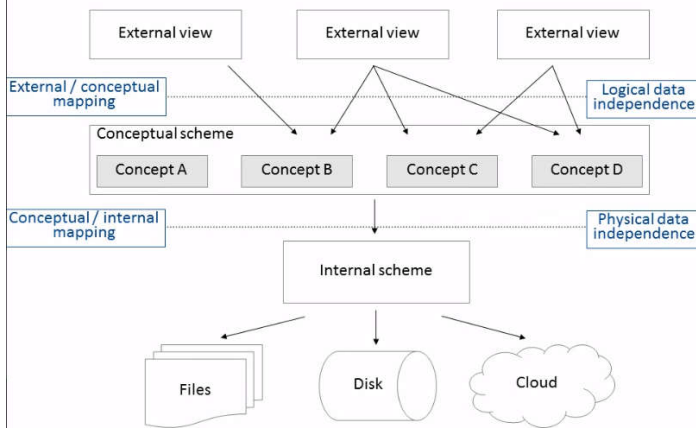 External view
External view
External view
External / conceptual
mapping
Logical data
independence
Conceptual scheme
Concept A
Concept B
Concept C
Concept D
Conceptual / internal
mapping
Physical data
independence
Internal scheme
Files
Disk
Cloud